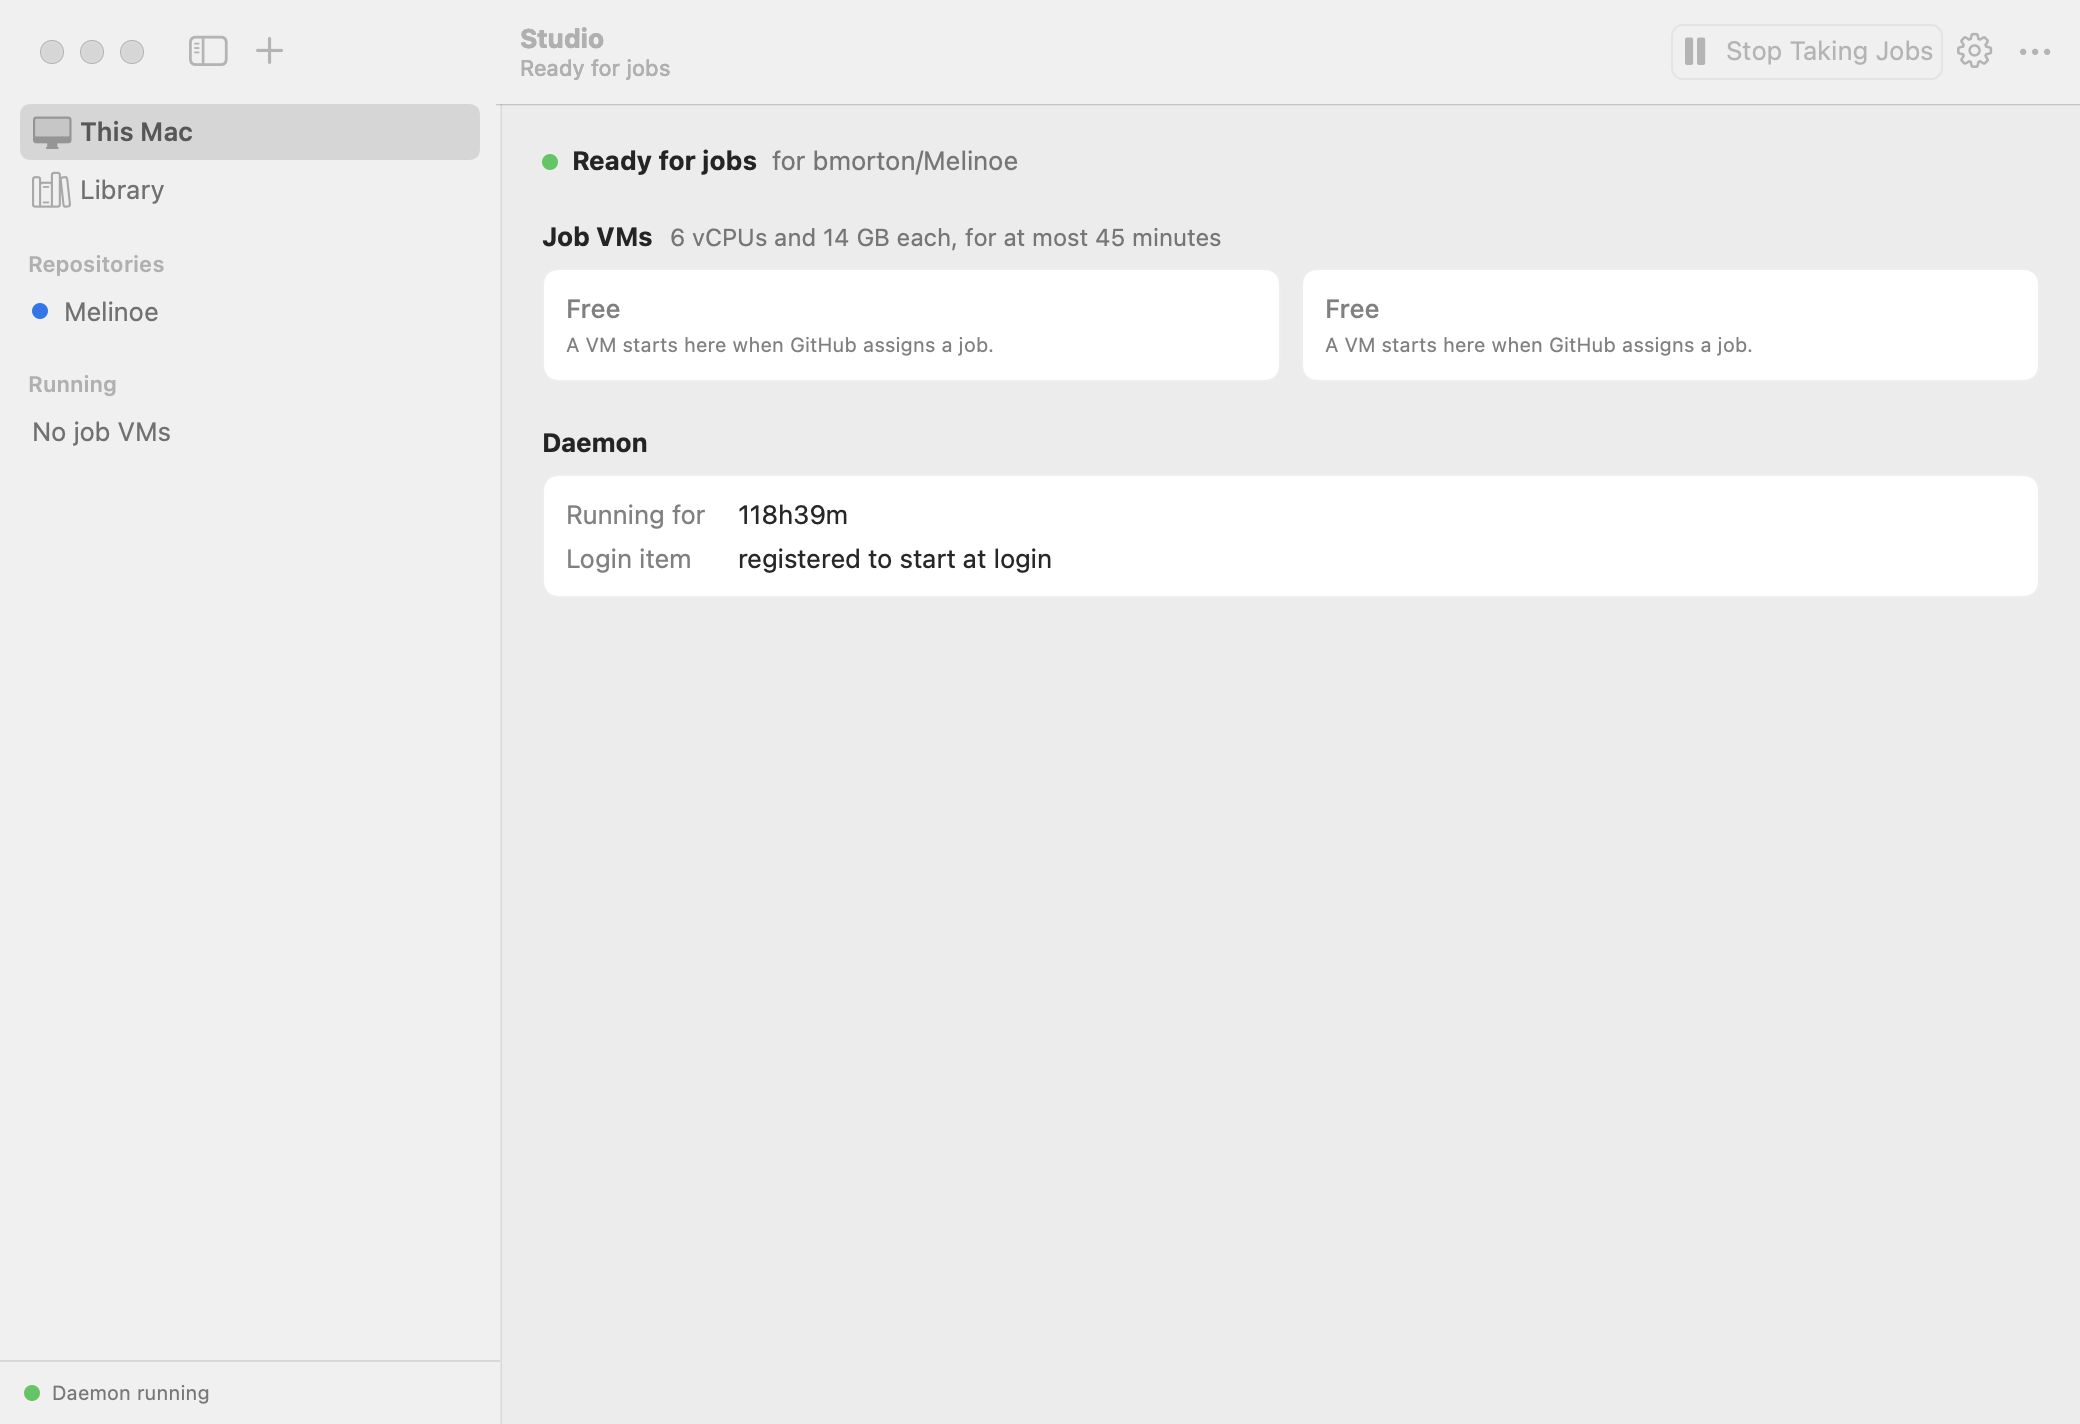 Studio
Ready for jobs
Stop Taking Jobs
This Mac
Library
Repositories
Melinoe
Running
No job VMs
Daemon running
Ready for jobs for bmorton/Melinoe
Job VMs 6 vCPUs and 14 GB each, for at most 45 minutes
Free
A VM starts here when GitHub assigns a job.
Free
A VM starts here when GitHub assigns a job.
Daemon
Running for 118h39m
Login item registered to start at login